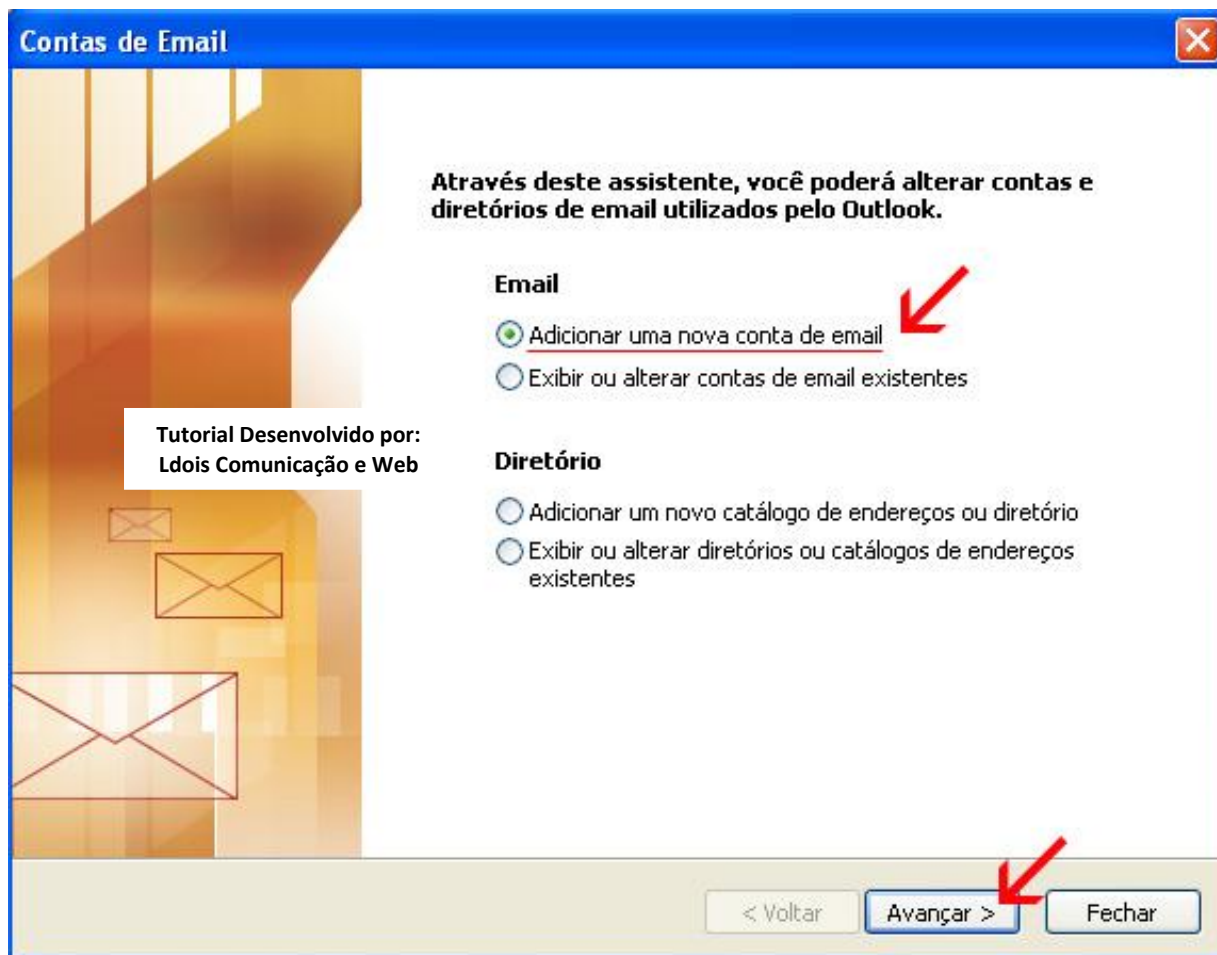 Contas de Email
Através deste assistente, você poderá alterar contas e
diretórios de email utilizados pelo Outlook.
Email
Adicionar uma nova conta de email
Exibir ou alterar contas de email existentes
Tutorial Desenvolvido por:
Ldois Comunicação e Web
Diretório
Adicionar um novo catálogo de endereços ou diretório
Exibir ou alterar diretórios ou catálogos de endereços
existentes
< Voltar
Avançar >
Fechar